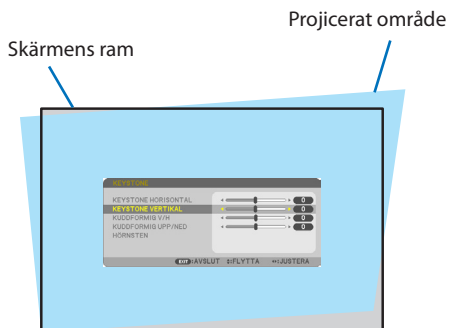 Projicerat område
Skärmens ram
KEYSTONE
KEYSTONE HORISONTAL 0
KEYSTONE VERTIKAL 0
KUDDFORMIG V/H 0
KUDDFORMIG UPP/NED 0
HÖRNSTEN
EXIT:AVSLUT ↕:FLYTTA ↔:JUSTERA